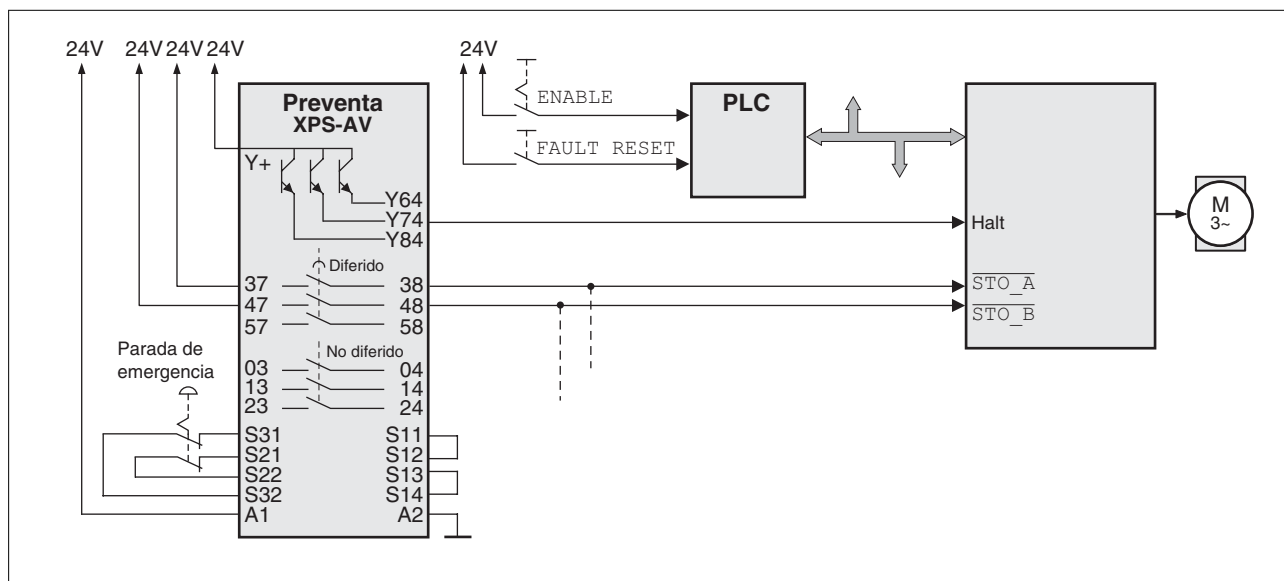 24V 24V 24V 24V 24V
Preventa
XPS-AV
ENABLE
FAULT RESET
PLC
Y+
Y64
Y74
Y84
Halt
M
3~
Diferido
37 38
47 48
57 58
STO_A
STO_B
Parada de
emergencia
No diferido
03 04
13 14
23 24
S31 S11
S21 S12
S22 S13
S32 S14
A1 A2